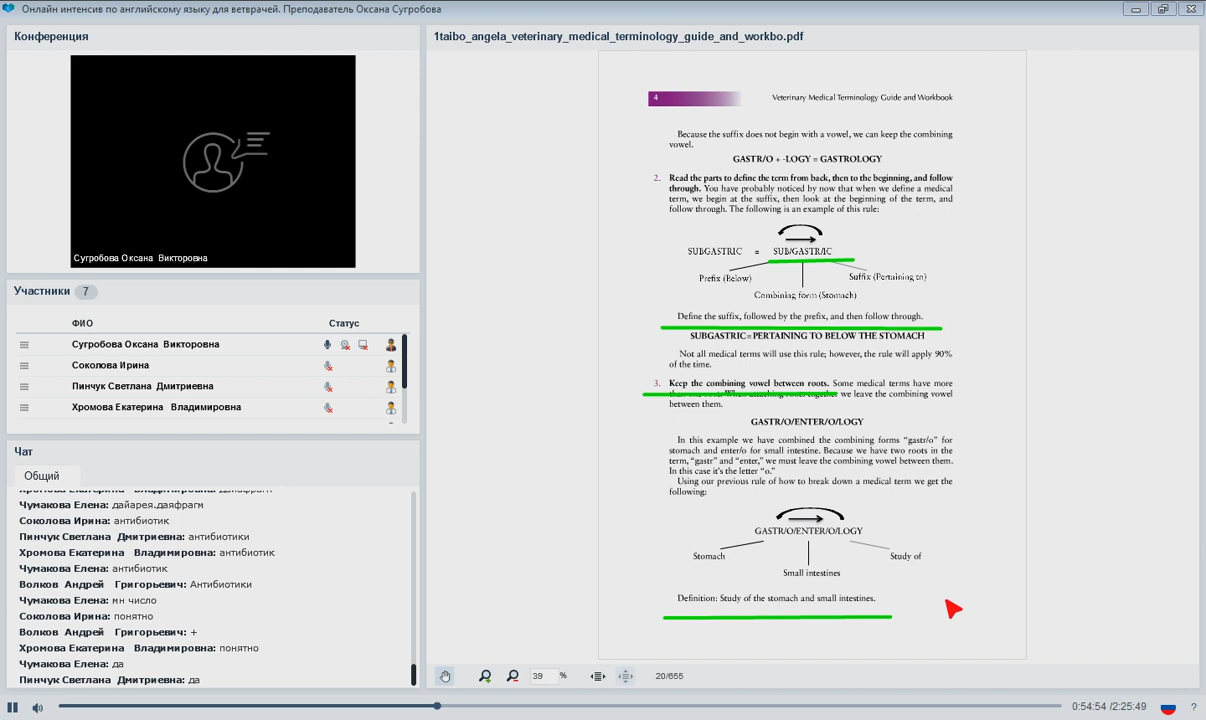 Онлайн интенсив по английскому языку для ветврачей. Преподаватель Оксана Сугробова
Конференция
Сугробова Оксана Викторовна
Участники 7
ФИО Статус
Сугробова Оксана Викторовна
Соколова Ирина
Пинчук Светлана Дмитриевна
Хромова Екатерина Владимировна
Чат
Общий
Хромова Екатерина Владимировна: диафрагм
Чумакова Елена: дайарея.даяфрагм
Соколова Ирина: антибиотик
Пинчук Светлана Дмитриевна: антибиотики
Хромова Екатерина Владимировна: антибиотик
Чумакова Елена: антибиотик
Волков Андрей Григорьевич: Антибиотики
Чумакова Елена: мн число
Соколова Ирина: понятно
Волков Андрей Григорьевич: +
Хромова Екатерина Владимировна: понятно
Чумакова Елена: да
Пинчук Светлана Дмитриевна: да
1taibo_angela_veterinary_medical_terminology_guide_and_workbo.pdf
4 Veterinary Medical Terminology Guide and Workbook
Because the suffix does not begin with a vowel, we can keep the combining
vowel.
GASTR/O + -LOGY = GASTROLOGY
2. Read the parts to define the term from back, then to the beginning, and follow
through. You have probably noticed by now that when we define a medical
term, we begin at the suffix, then look at the beginning of the term, and
follow through. The following is an example of this rule:
SUBGASTRIC = SUB/GASTR/IC
Prefix (Below) Suffix (Pertaining to)
Combining form (Stomach)
Define the suffix, followed by the prefix, and then follow through.
SUBGASTRIC = PERTAINING TO BELOW THE STOMACH
Not all medical terms will use this rule; however, the rule will apply 90%
of the time.
3. Keep the combining vowel between roots. Some medical terms have more
than one root. When attaching roots together we leave the combining vowel
between them.
GASTR/O/ENTER/O/LOGY
In this example we have combined the combining forms “gastr/o” for
stomach and enter/o for small intestine. Because we have two roots in the
term, “gastr” and “enter,” we must leave the combining vowel between them.
In this case it’s the letter “o.”
Using our previous rule of how to break down a medical term we get the
following:
GASTR/O/ENTER/O/LOGY
Stomach Study of
Small intestines
Definition: Study of the stomach and small intestines.
39 % 20/655
0:54:54 / 2:25:49 ?